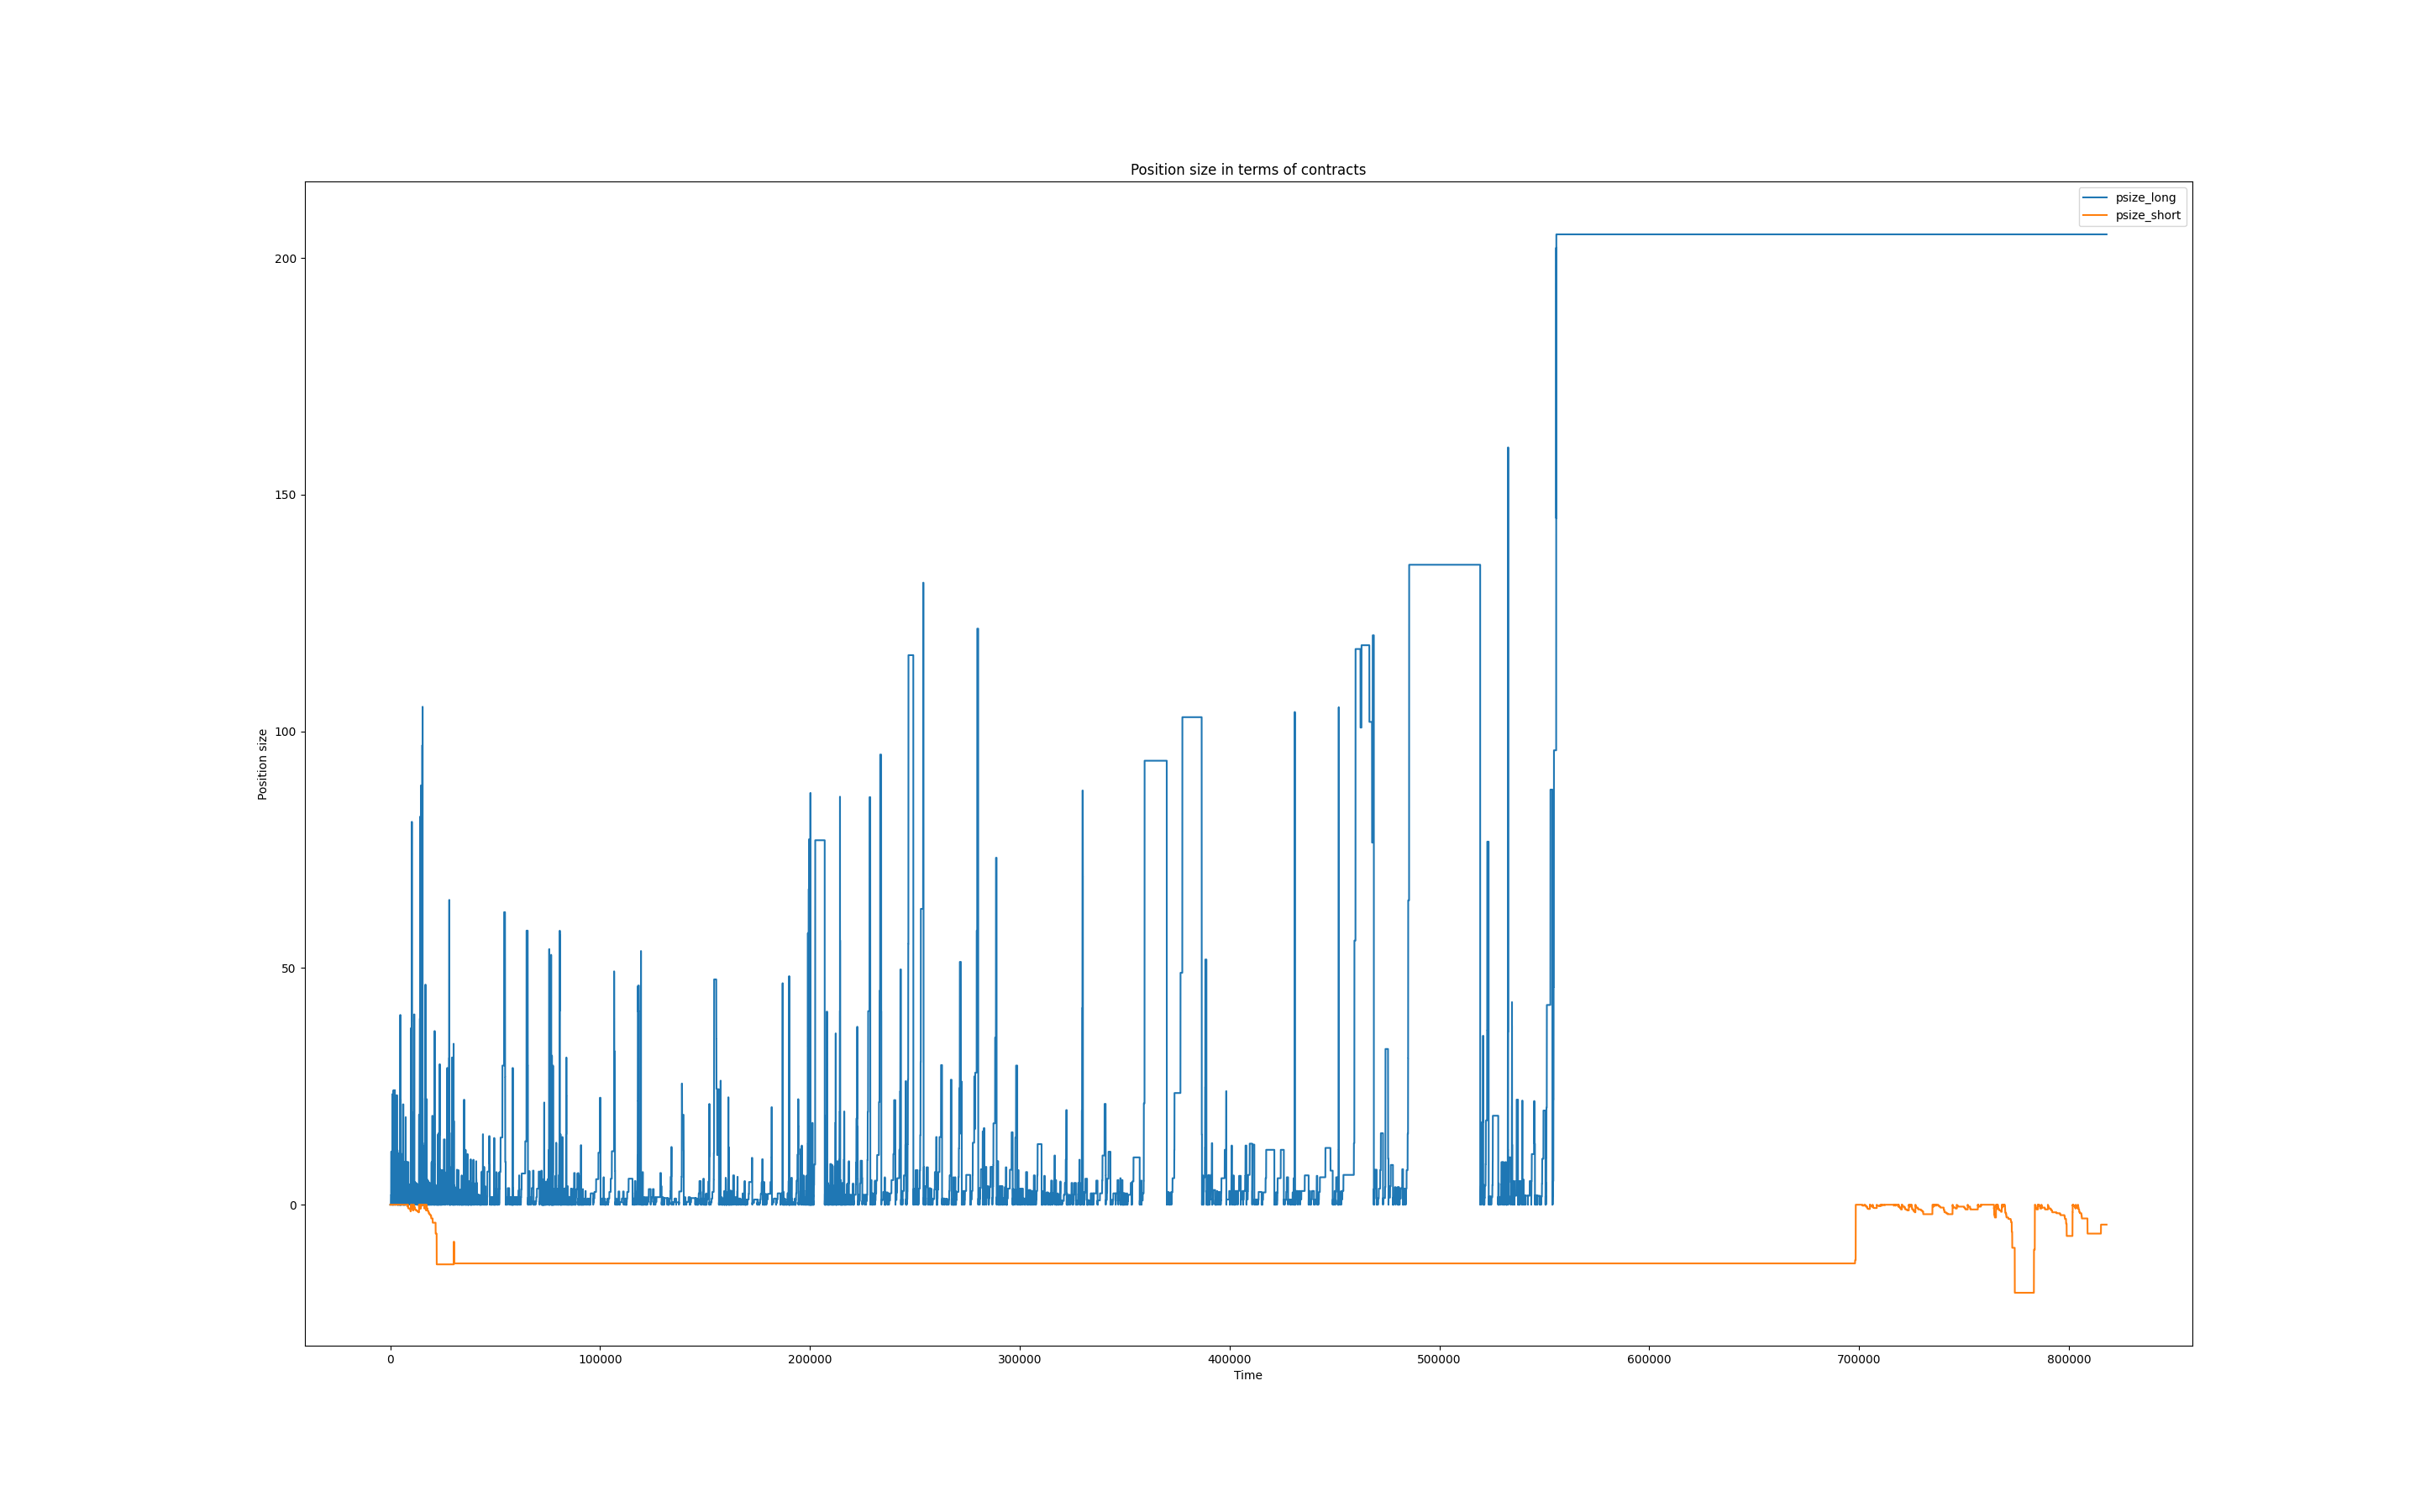 Position size in terms of contracts
psize_long
psize_short
200
150
100
50
0
Position size
0
100000
200000
300000
400000
500000
600000
700000
800000
Time